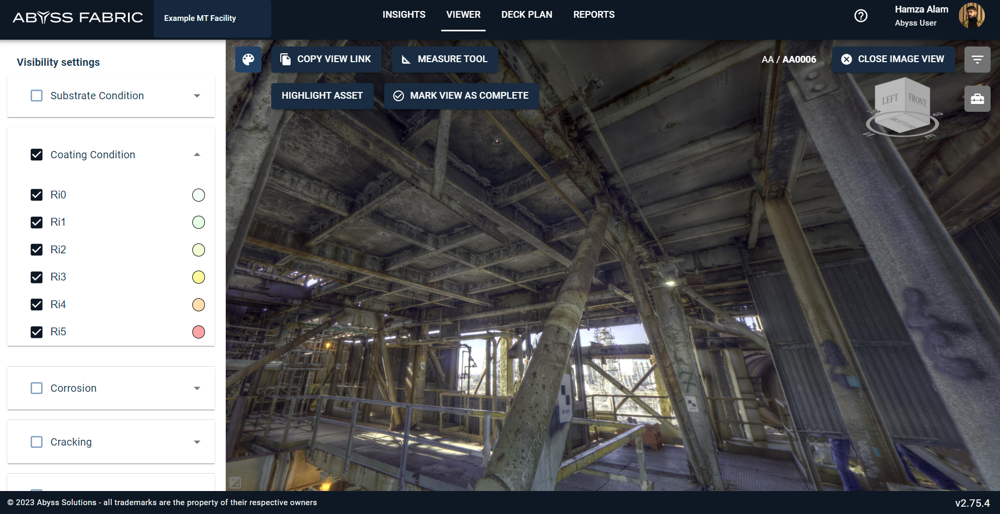 ABYSS FABRIC
Example MT Facility
INSIGHTS
VIEWER
DECK PLAN
REPORTS
Hamza Alam
Abyss User
Visibility settings
Substrate Condition
Coating Condition
Ri0
Ri1
Ri2
Ri3
Ri4
Ri5
Corrosion
Cracking
COPY VIEW LINK
MEASURE TOOL
AA / AA0006
CLOSE IMAGE VIEW
HIGHLIGHT ASSET
MARK VIEW AS COMPLETE
LEFT
FRONT
BOTTOM
S
N
E
7
© 2023 Abyss Solutions - all trademarks are the property of their respective owners
v2.75.4